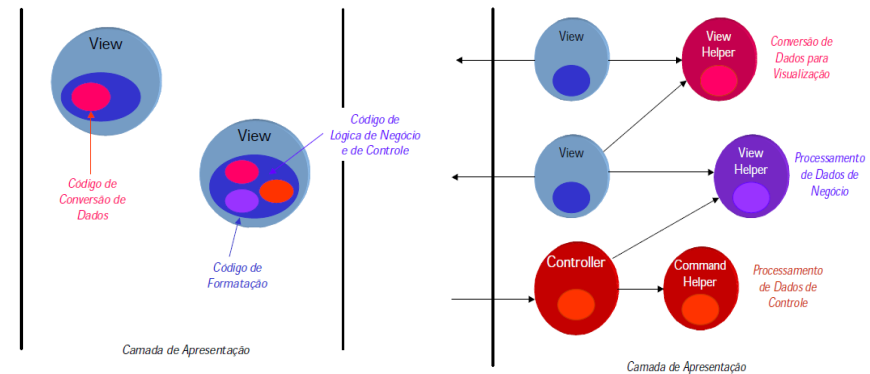 View
View
Código de
Lógica de Negócio
e de Controle
Código de
Conversão de
Dados
Código de
Formatação
Camada de Apresentação
View
View
Helper
Conversão de
Dados para
Visualização
View
View
Helper
Processamento
de Dados de
Negócio
Controller
Command
Helper
Processamento
de Dados de
Controle
Camada de Apresentação